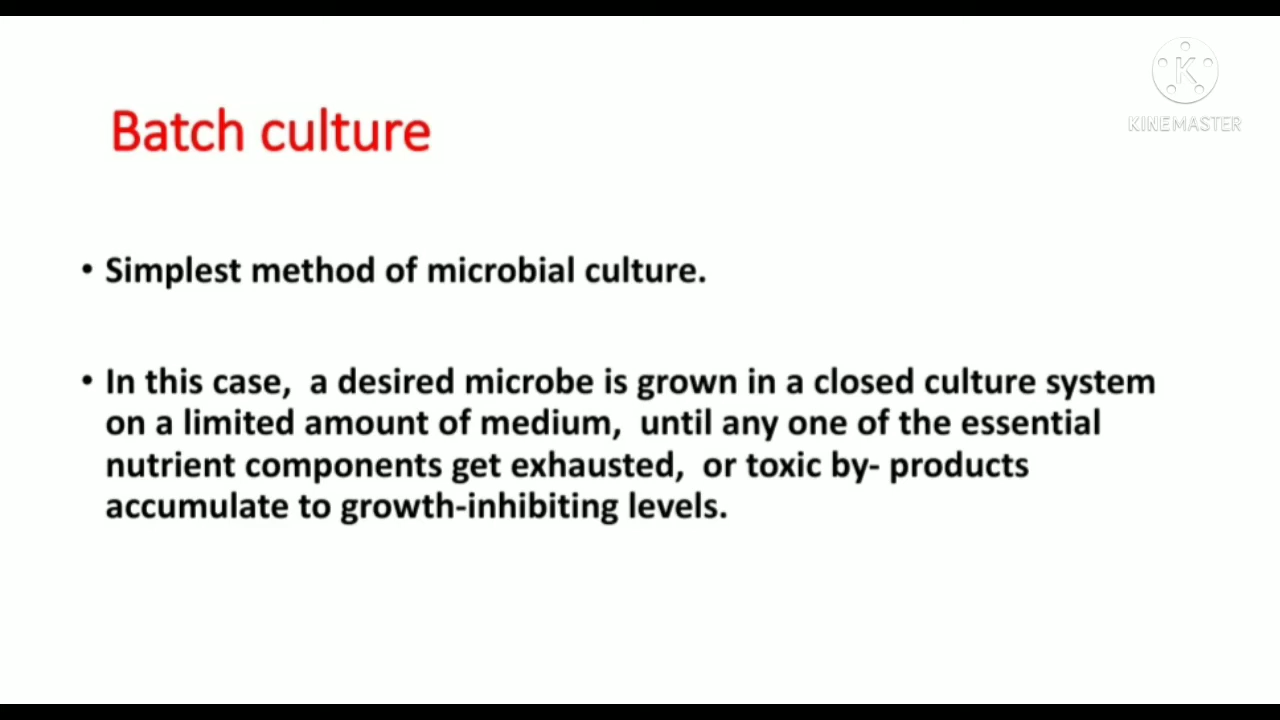 K
KINEMASTER
Batch culture
• Simplest method of microbial culture.
• In this case, a desired microbe is grown in a closed culture system
on a limited amount of medium, until any one of the essential
nutrient components get exhausted, or toxic by- products
accumulate to growth-inhibiting levels.